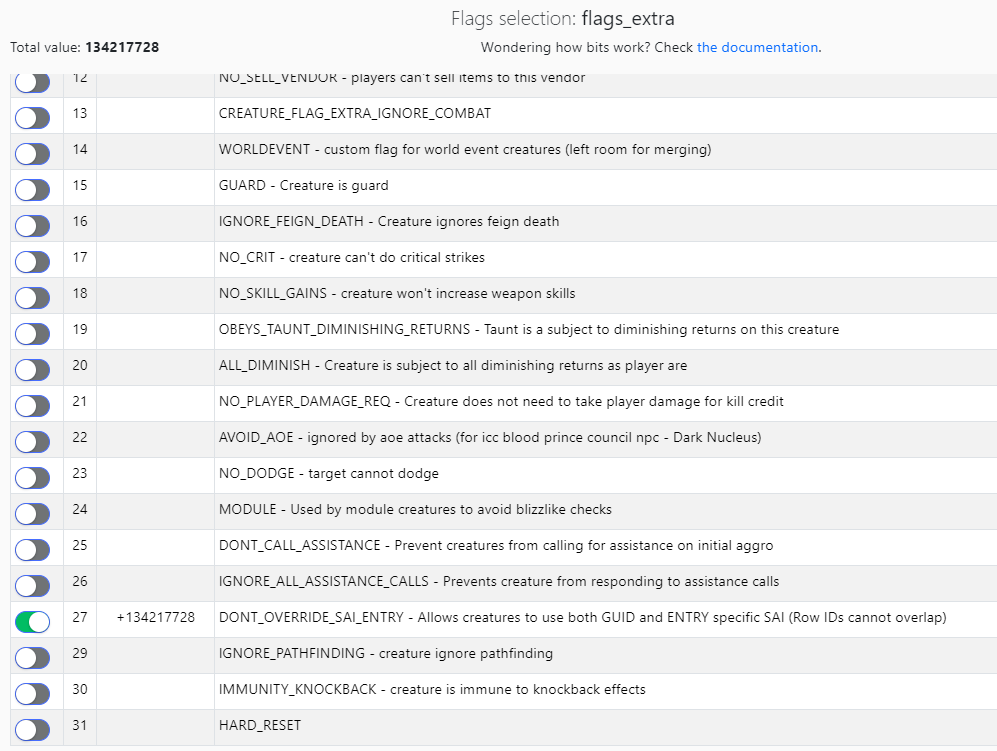 Flags selection: flags_extra
Total value: 134217728 Wondering how bits work? Check the documentation.
12 NO_SELL_VENDOR - players can't sell items to this vendor
13 CREATURE_FLAG_EXTRA_IGNORE_COMBAT
14 WORLDEVENT - custom flag for world event creatures (left room for merging)
15 GUARD - Creature is guard
16 IGNORE_FEIGN_DEATH - Creature ignores feign death
17 NO_CRIT - creature can't do critical strikes
18 NO_SKILL_GAINS - creature won't increase weapon skills
19 OBEYS_TAUNT_DIMINISHING_RETURNS - Taunt is a subject to diminishing returns on this creature
20 ALL_DIMINISH - Creature is subject to all diminishing returns as player are
21 NO_PLAYER_DAMAGE_REQ - Creature does not need to take player damage for kill credit
22 AVOID_AOE - ignored by aoe attacks (for icc blood prince council npc - Dark Nucleus)
23 NO_DODGE - target cannot dodge
24 MODULE - Used by module creatures to avoid blizzlike checks
25 DONT_CALL_ASSISTANCE - Prevent creatures from calling for assistance on initial aggro
26 IGNORE_ALL_ASSISTANCE_CALLS - Prevents creature from responding to assistance calls
27 +134217728 DONT_OVERRIDE_SAI_ENTRY - Allows creatures to use both GUID and ENTRY specific SAI (Row IDs cannot overlap)
29 IGNORE_PATHFINDING - creature ignore pathfinding
30 IMMUNITY_KNOCKBACK - creature is immune to knockback effects
31 HARD_RESET